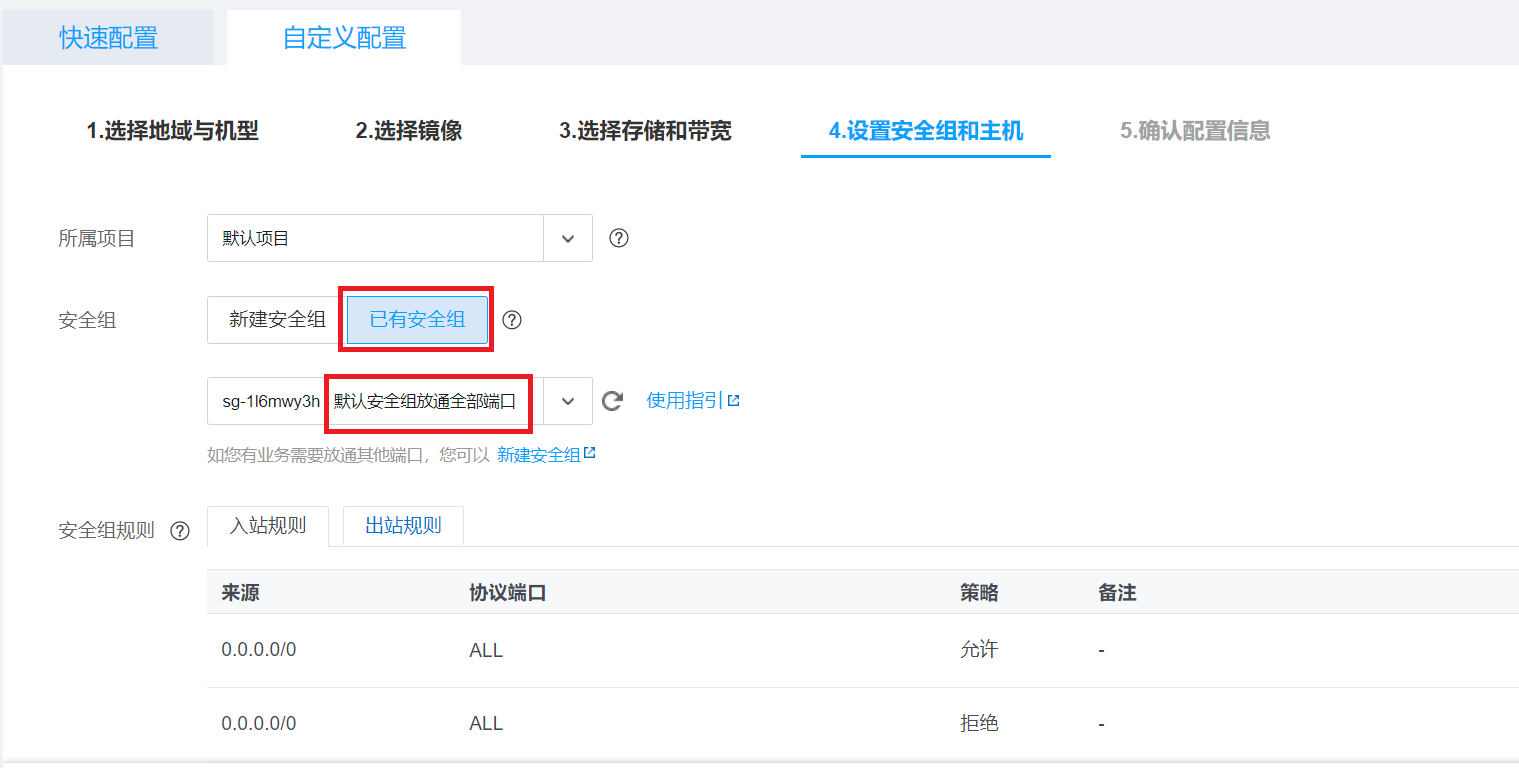 快速配置 自定义配置
1.选择地域与机型 2.选择镜像 3.选择存储和带宽 4.设置安全组和主机 5.确认配置信息
所属项目 默认项目
安全组 新建安全组 已有安全组
sg-1l6mwy3h 默认安全组放通全部端口 使用指引
如您有业务需要放通其他端口，您可以 新建安全组
安全组规则 入站规则 出站规则
来源 协议端口 策略 备注
0.0.0.0/0 ALL 允许 -
0.0.0.0/0 ALL 拒绝 -